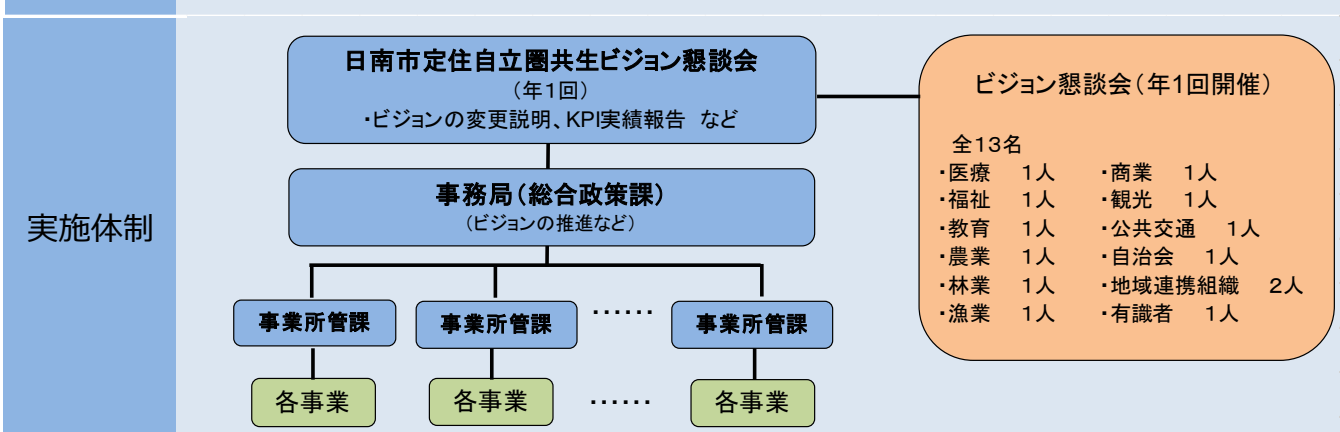 実施体制
日南市定住自立圏共生ビジョン懇談会
（年１回）
・ビジョンの変更説明、KPI実績報告　など
事務局（総合政策課）
（ビジョンの推進など）
事業所管課
事業所管課
‥‥‥
事業所管課
各事業
各事業
‥‥‥
各事業
ビジョン懇談会（年1回開催）
全１３名
・医療　１人　・商業　１人
・福祉　１人　・観光　１人
・教育　１人　・公共交通　１人
・農業　１人　・自治会　１人
・林業　１人　・地域連携組織　２人
・漁業　１人　・有識者　１人